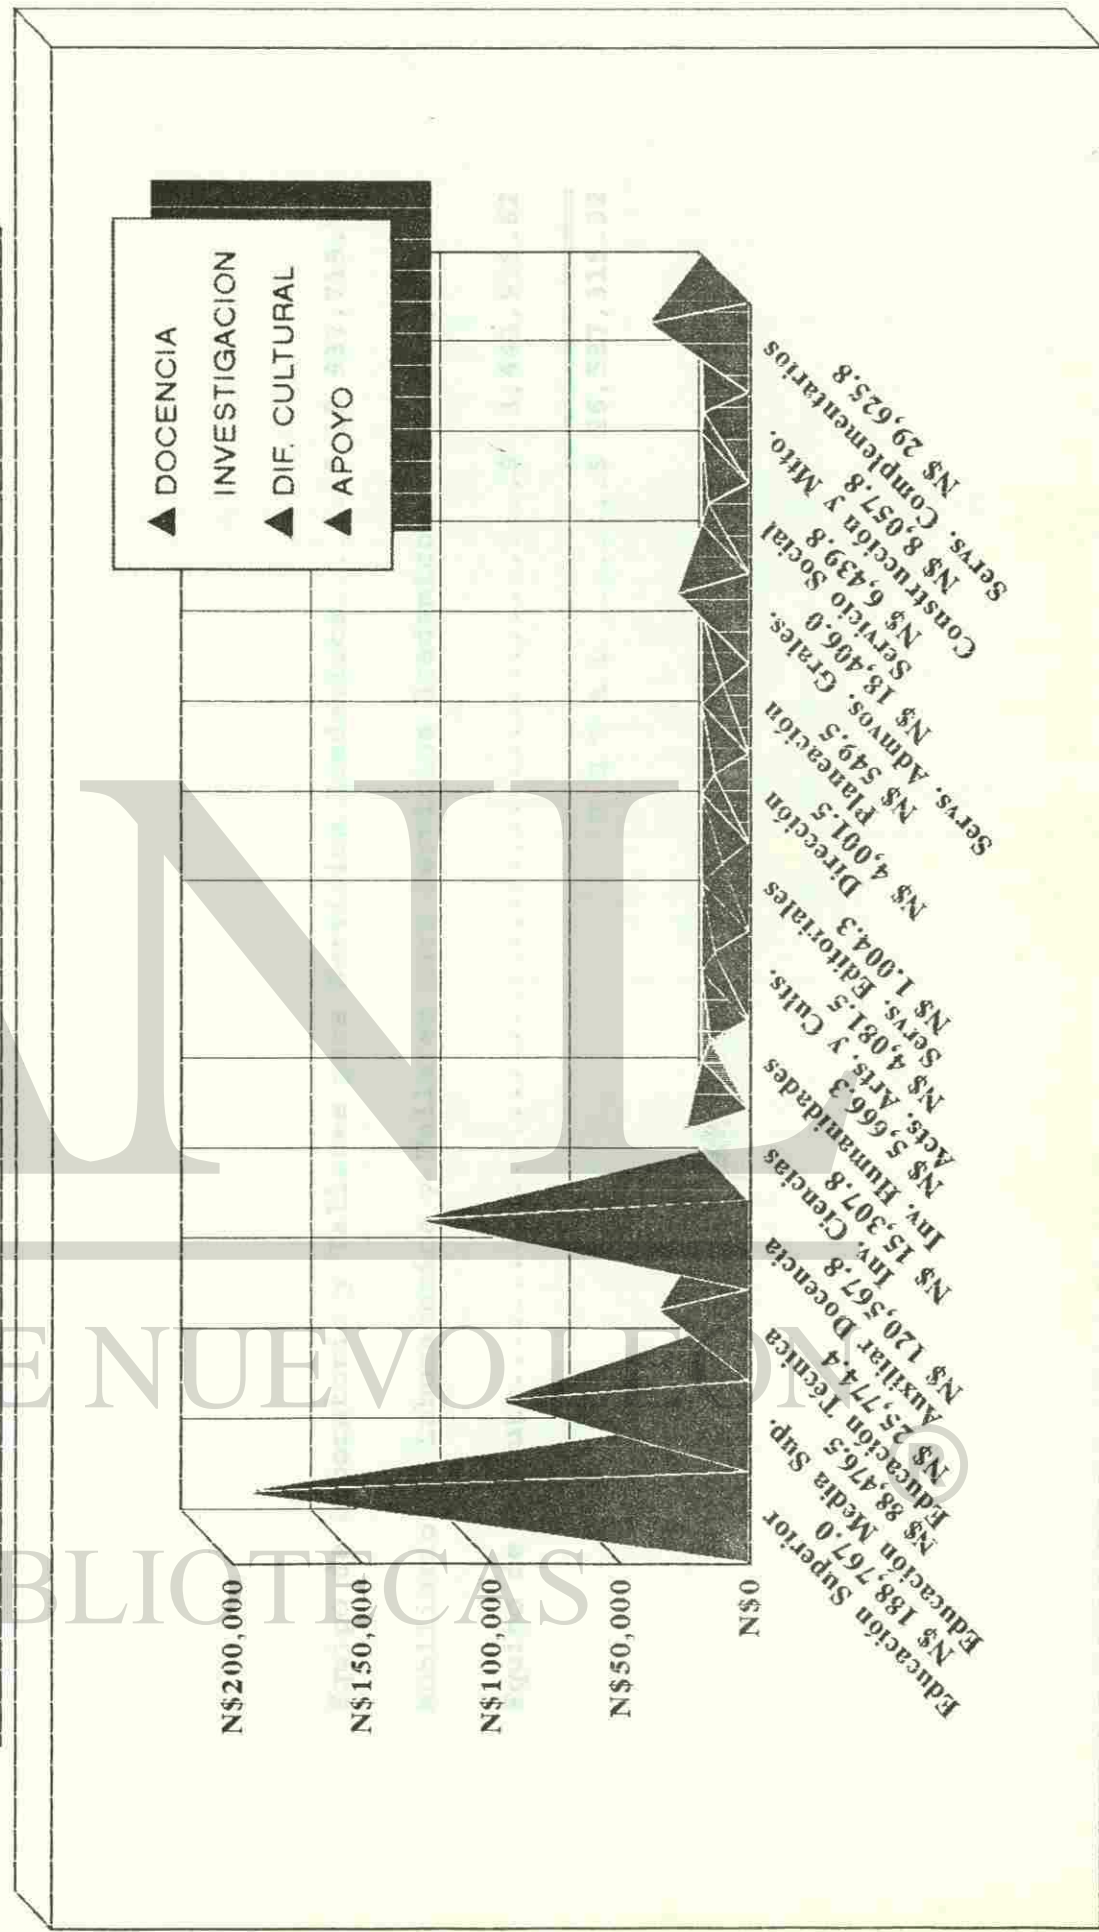 DOCENCIA
INVESTIGACION
DIF. CULTURAL
APOYO
N$200,000
N$150,000
N$100,000
N$50,000
N$0
Educación Superior
N$ 188,767.0
Educación Media Sup.
N$ 88,476.5
Educación Técnica
N$ 25,774.4
Auxiliar Docencia
N$ 120,567.8
Inv. Ciencias
N$ 15,307.8
Inv. Humanidades
N$ 5,666.3
Acts. Arts. y Cults.
N$ 4,081.5
Servs. Editoriales
N$ 1.004.3
Dirección
N$ 4,001.5
Planeación
N$ 549.5
Servs. Admvos. Grales.
N$ 18,406.0
Servicio Social
N$ 6,439.8
Construcción y Mtto.
N$ 8,057.8
Servs. Complementarios
N$ 29,625.8
ANL
E NUEVO LEON
®
BLIOTECAS